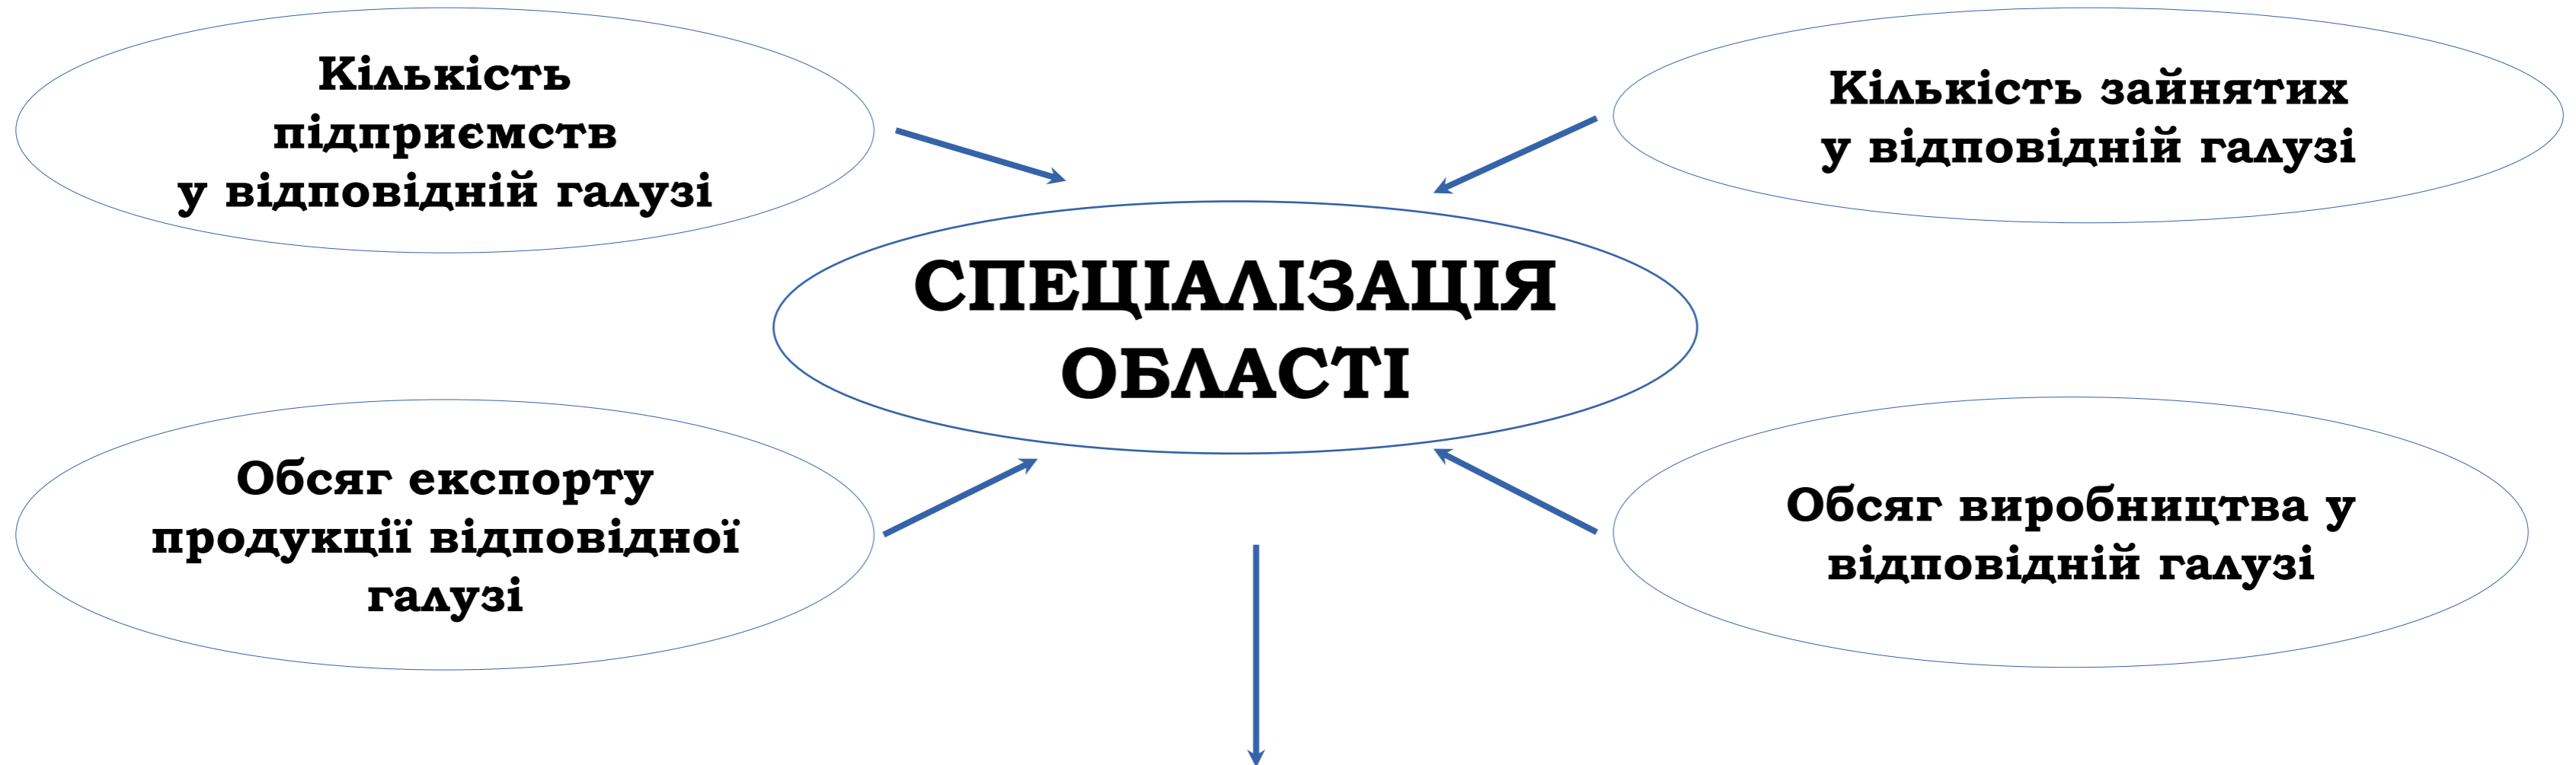 Кількість
підприємств
у відповідній галузі
Кількість зайнятих
у відповідній галузі
СПЕЦІАЛІЗАЦІЯ
ОБЛАСТІ
Обсяг експорту
продукції відповідної
галузі
Обсяг виробництва у
відповідній галузі